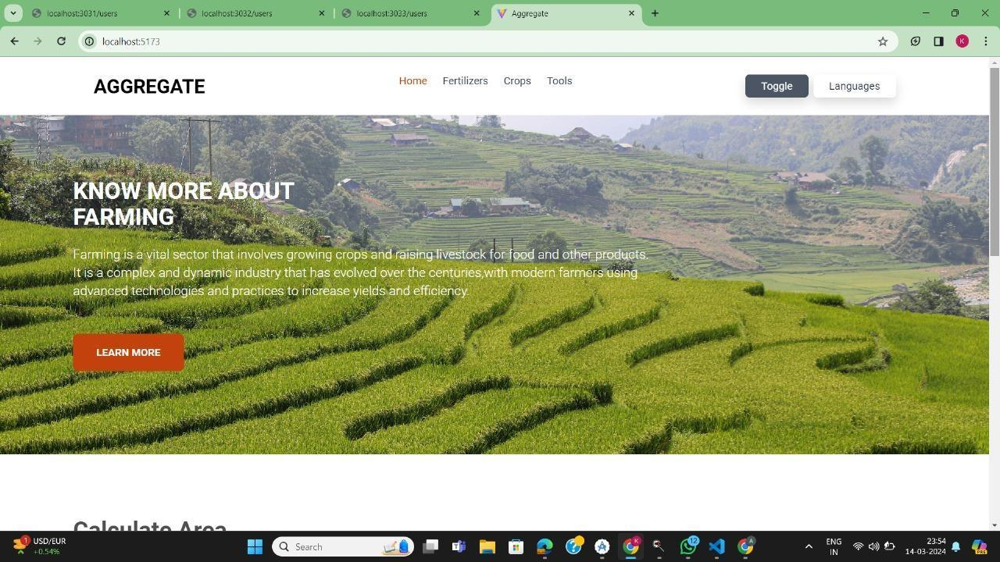 localhost:3031/users
localhost:3032/users
localhost:3033/users
Aggregate
localhost:5173
K
AGGREGATE
Home
Fertilizers
Crops
Tools
Toggle
Languages
KNOW MORE ABOUT
FARMING
Farming is a vital sector that involves growing crops and raising livestock for food and other products.
It is a complex and dynamic industry that has evolved over the centuries,with modern farmers using
advanced technologies and practices to increase yields and efficiency.
LEARN MORE
Calculate Area
1
USD/EUR
+0.54%
Search
K
12
A
ENG
IN
23:54
14-03-2024
PRE